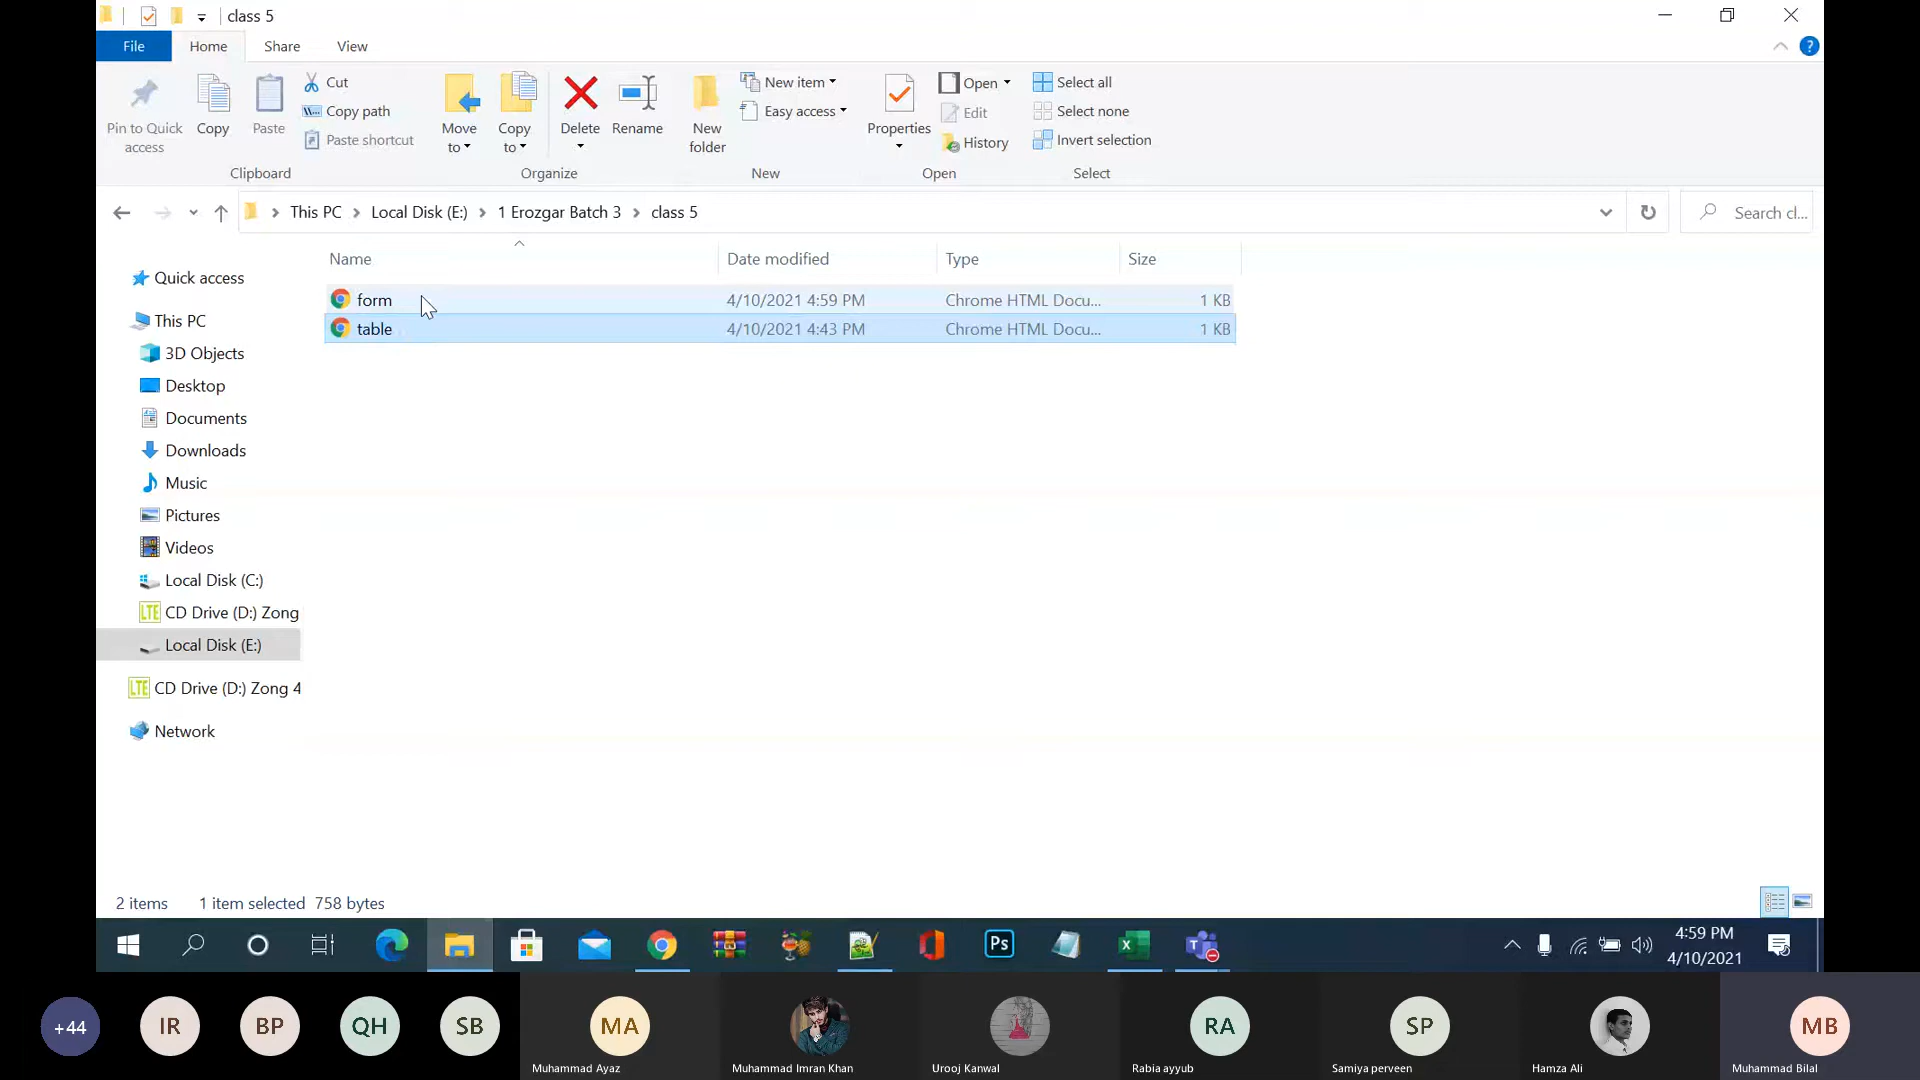 class 5
File Home Share View
Pin to Quick access
Copy
Paste
Cut
Copy path
Paste shortcut
Clipboard
Move to
Copy to
Delete
Rename
Organize
New folder
New item
Easy access
New
Properties
Open
Edit
History
Open
Select all
Select none
Invert selection
Select
This PC Local Disk (E:) 1 Erozgar Batch 3 class 5
Search cl...
Name Date modified Type Size
form 4/10/2021 4:59 PM Chrome HTML Docu... 1 KB
table 4/10/2021 4:43 PM Chrome HTML Docu... 1 KB
Quick access
This PC
3D Objects
Desktop
Documents
Downloads
Music
Pictures
Videos
Local Disk (C:)
LTE CD Drive (D:) Zong
Local Disk (E:)
LTE CD Drive (D:) Zong 4
Network
2 items 1 item selected 758 bytes
Ps
4:59 PM
4/10/2021
+44 IR BP QH SB MA RA SP MB
Muhammad Ayaz Muhammad Imran Khan Urooj Kanwal Rabia ayyub Samiya perveen Hamza Ali Muhammad Bilal